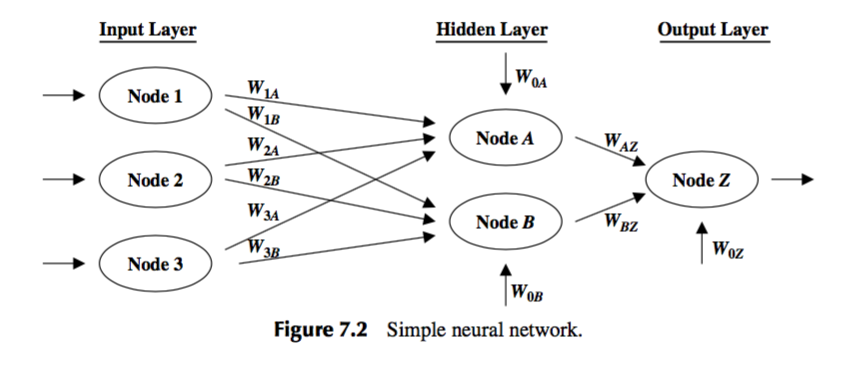 Input Layer
Hidden Layer
Output Layer
W0A
Node 1
W1A
W1B
Node A
W2A
WAZ
Node 2
W2B
Node Z
W3A
Node B
WBZ
W3B
W0Z
Node 3
W0B
Figure 7.2 Simple neural network.